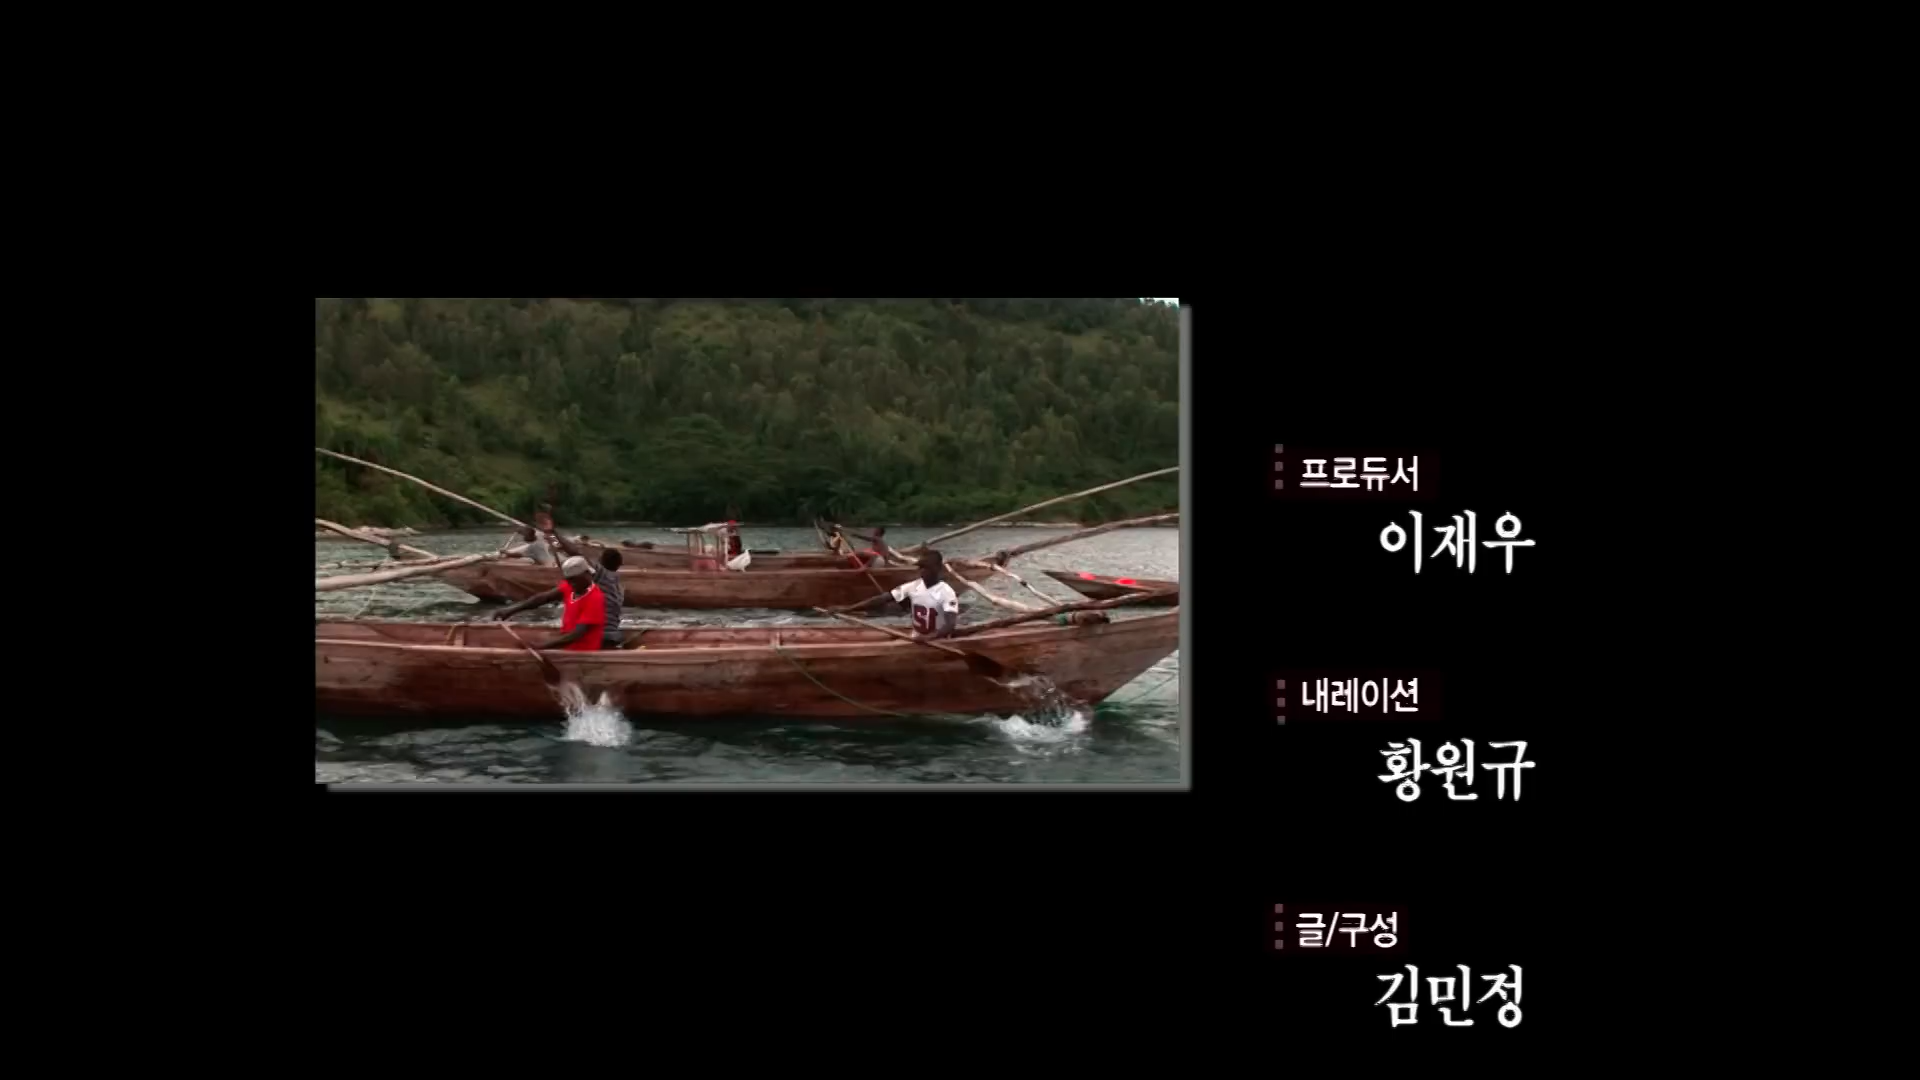 프로듀서
이재우
내레이션
황원규
글/구성
김민정